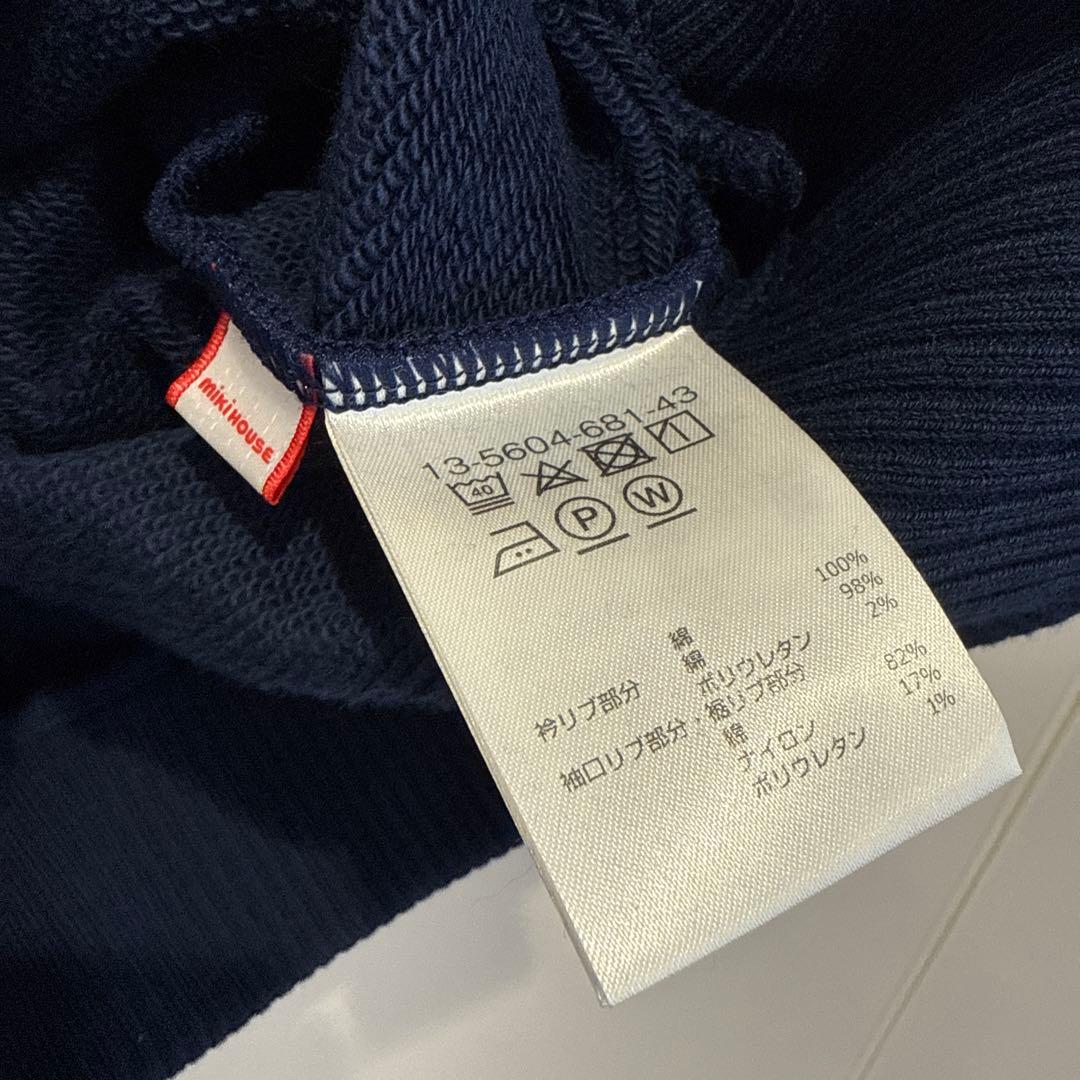 miKiHOUSE
13-5604-681-43
40
P W
綿 100%
衿リブ部分 綿 98%
ポリウレタン 2%
袖口リブ部分・裾リブ部分
綿 82%
ナイロン 17%
ポリウレタン 1%